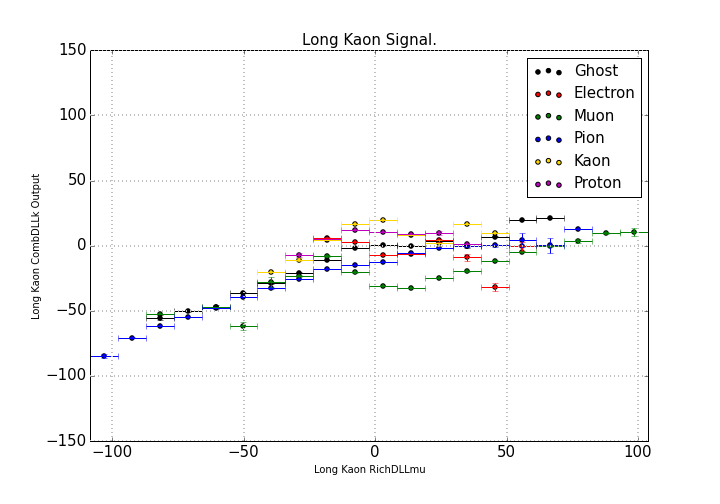 Long Kaon Signal.
150
100
50
0
−50
−100
−150
Long Kaon CombDLLk Output
Ghost
Electron
Muon
Pion
Kaon
Proton
−100
−50
0
50
100
Long Kaon RichDLLmu